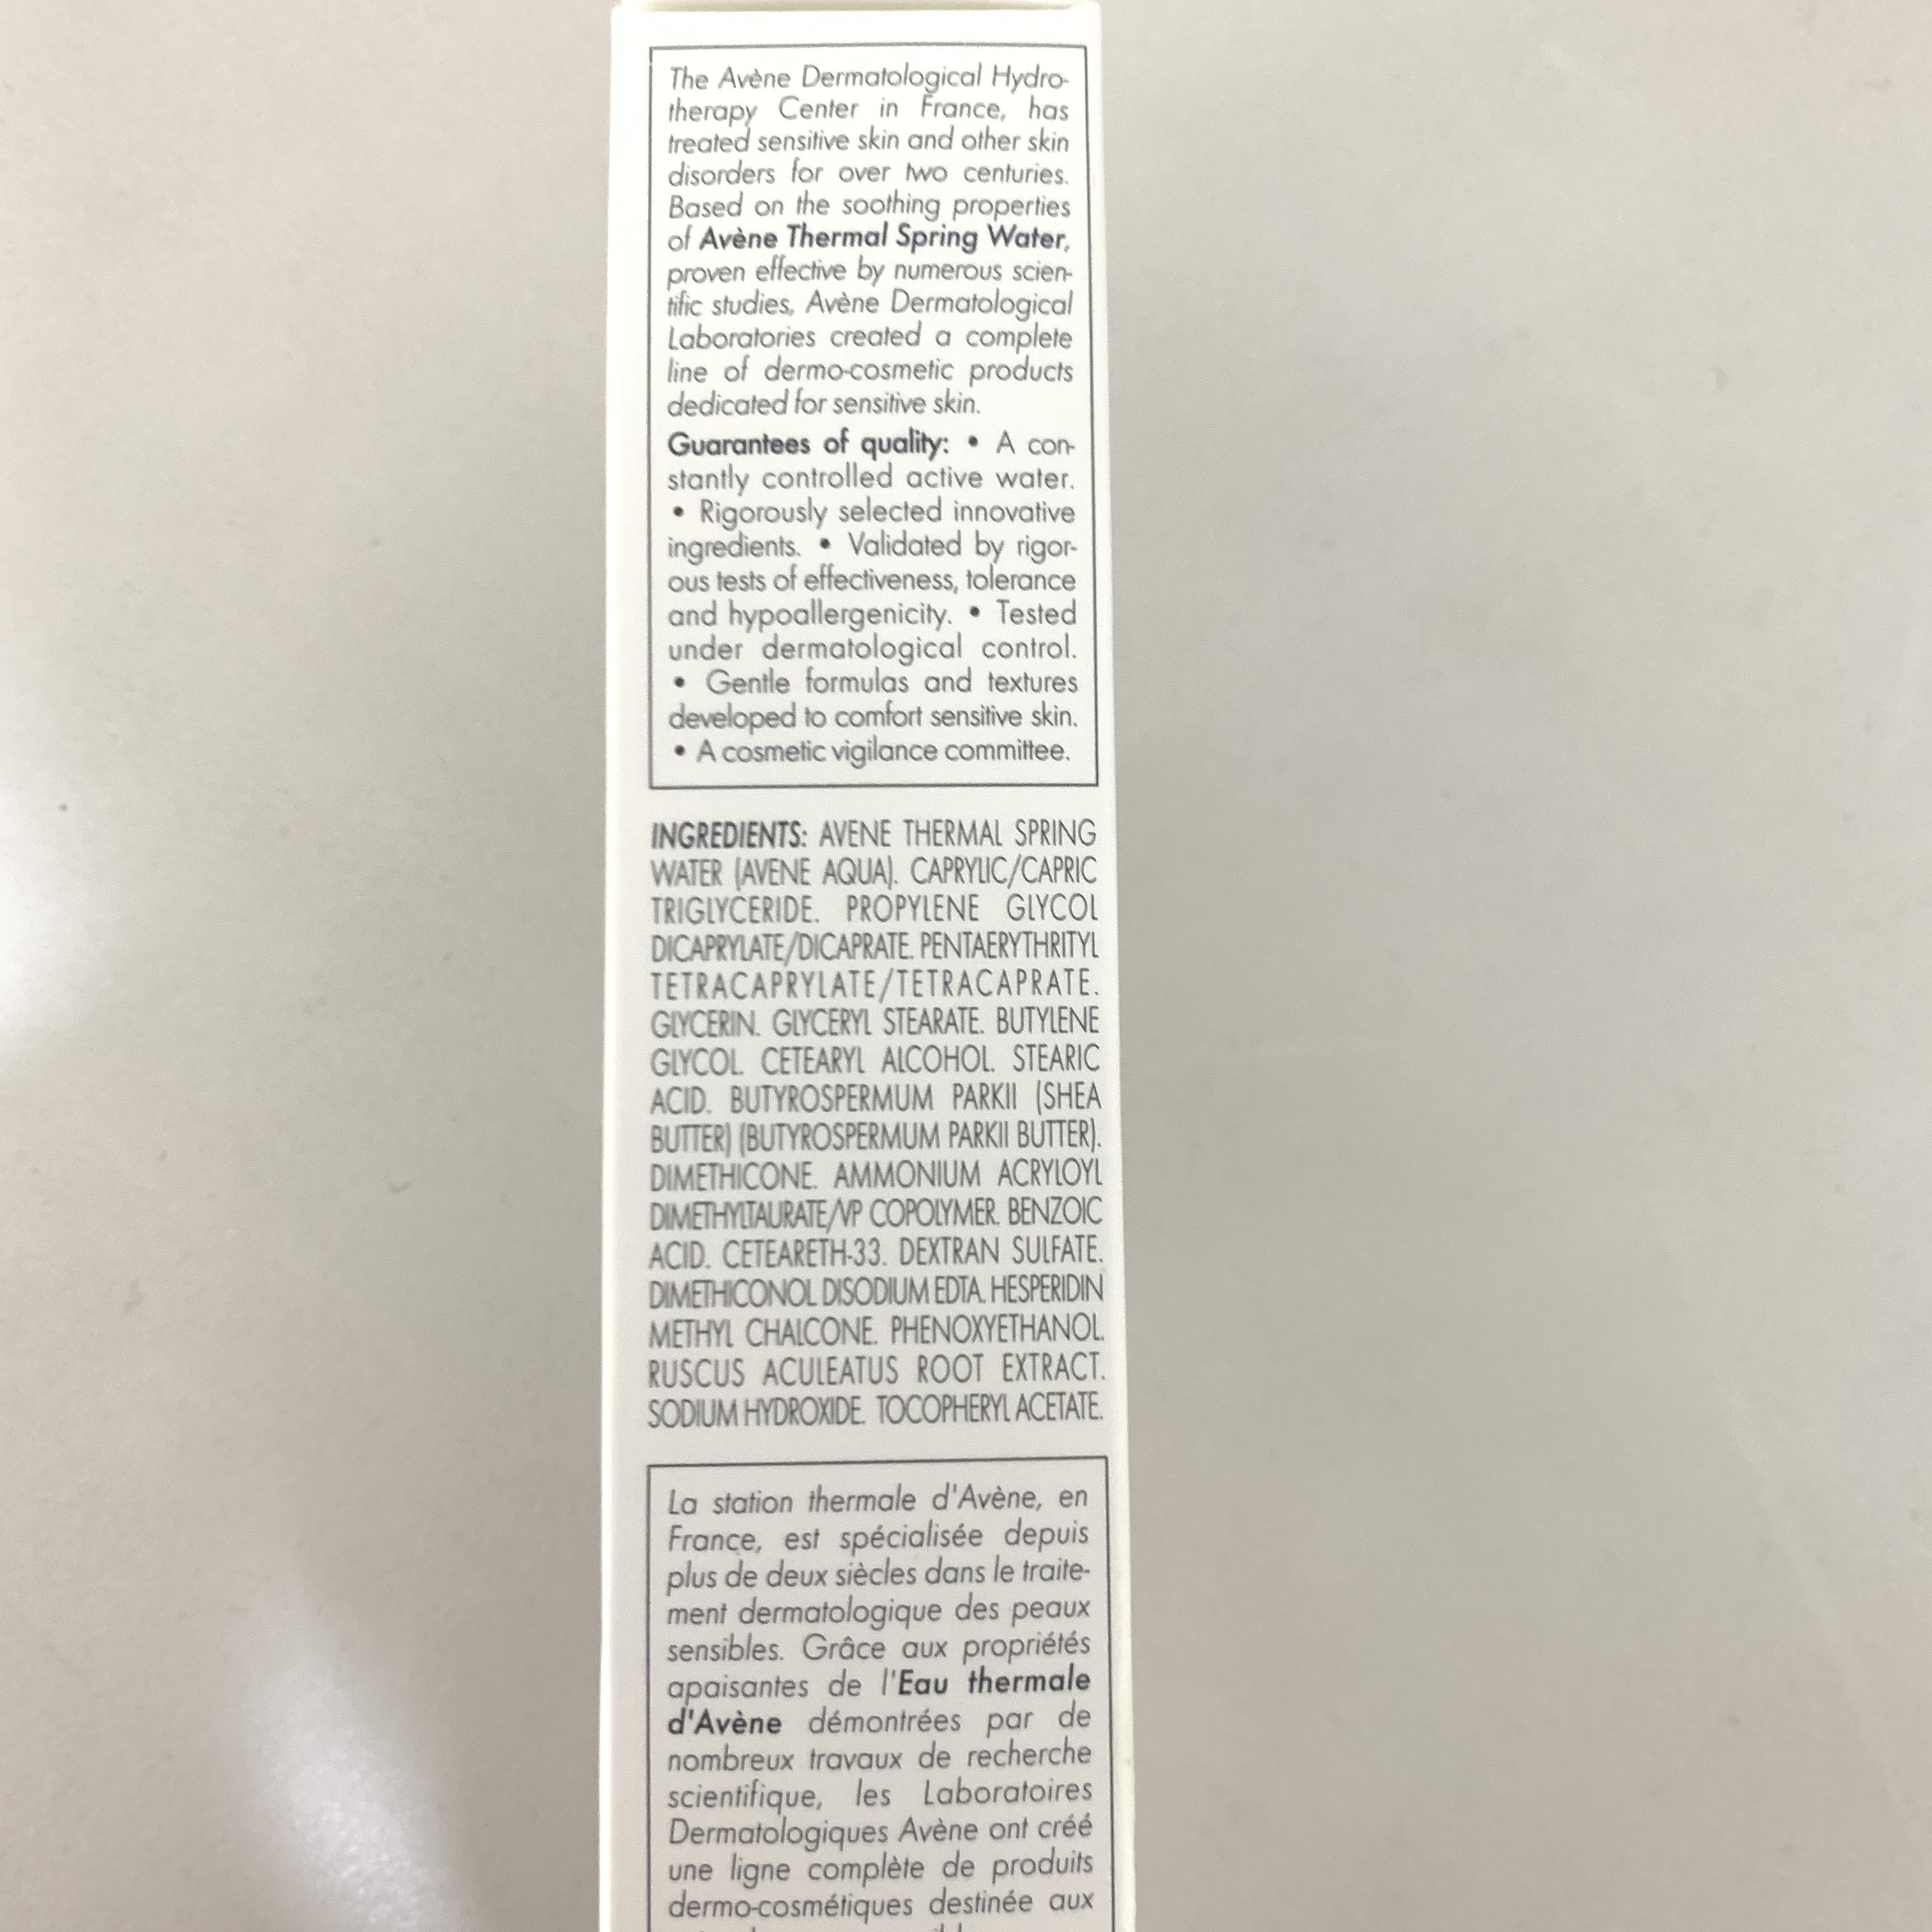 The Avène Dermatological Hydro-
therapy Center in France, has
treated sensitive skin and other skin
disorders for over two centuries.
Based on the soothing properties
of Avène Thermal Spring Water,
proven effective by numerous scien-
tific studies, Avène Dermatological
Laboratories created a complete
line of dermo-cosmetic products
dedicated for sensitive skin.
Guarantees of quality: • A con-
stantly controlled active water.
• Rigorously selected innovative
ingredients. • Validated by rigor-
ous tests of effectiveness, tolerance
and hypoallergenicity. • Tested
under dermatological control.
• Gentle formulas and textures
developed to comfort sensitive skin.
• A cosmetic vigilance committee.
INGREDIENTS: AVENE THERMAL SPRING
WATER (AVENE AQUA). CAPRYLIC/CAPRIC
TRIGLYCERIDE. PROPYLENE GLYCOL
DICAPRYLATE/DICAPRATE. PENTAERYTHRITYL
TETRACAPRYLATE/TETRACAPRATE.
GLYCERIN. GLYCERYL STEARATE. BUTYLENE
GLYCOL. CETEARYL ALCOHOL. STEARIC
ACID. BUTYROSPERMUM PARKII (SHEA
BUTTER) (BUTYROSPERMUM PARKII BUTTER).
DIMETHICONE. AMMONIUM ACRYLOYL
DIMETHYLTAURATE/VP COPOLYMER. BENZOIC
ACID. CETEARETH-33. DEXTRAN SULFATE.
DIMETHICONOL DISODIUM EDTA. HESPERIDIN
METHYL CHALCONE. PHENOXYETHANOL.
RUSCUS ACULEATUS ROOT EXTRACT.
SODIUM HYDROXIDE. TOCOPHERYL ACETATE.
La station thermale d'Avène, en
France, est spécialisée depuis
plus de deux siècles dans le traite-
ment dermatologique des peaux
sensibles. Grâce aux propriétés
apaisantes de l'Eau thermale
d'Avène démontrées par de
nombreux travaux de recherche
scientifique, les Laboratoires
Dermatologiques Avène ont créé
une ligne complète de produits
dermo-cosmétiques destinée aux